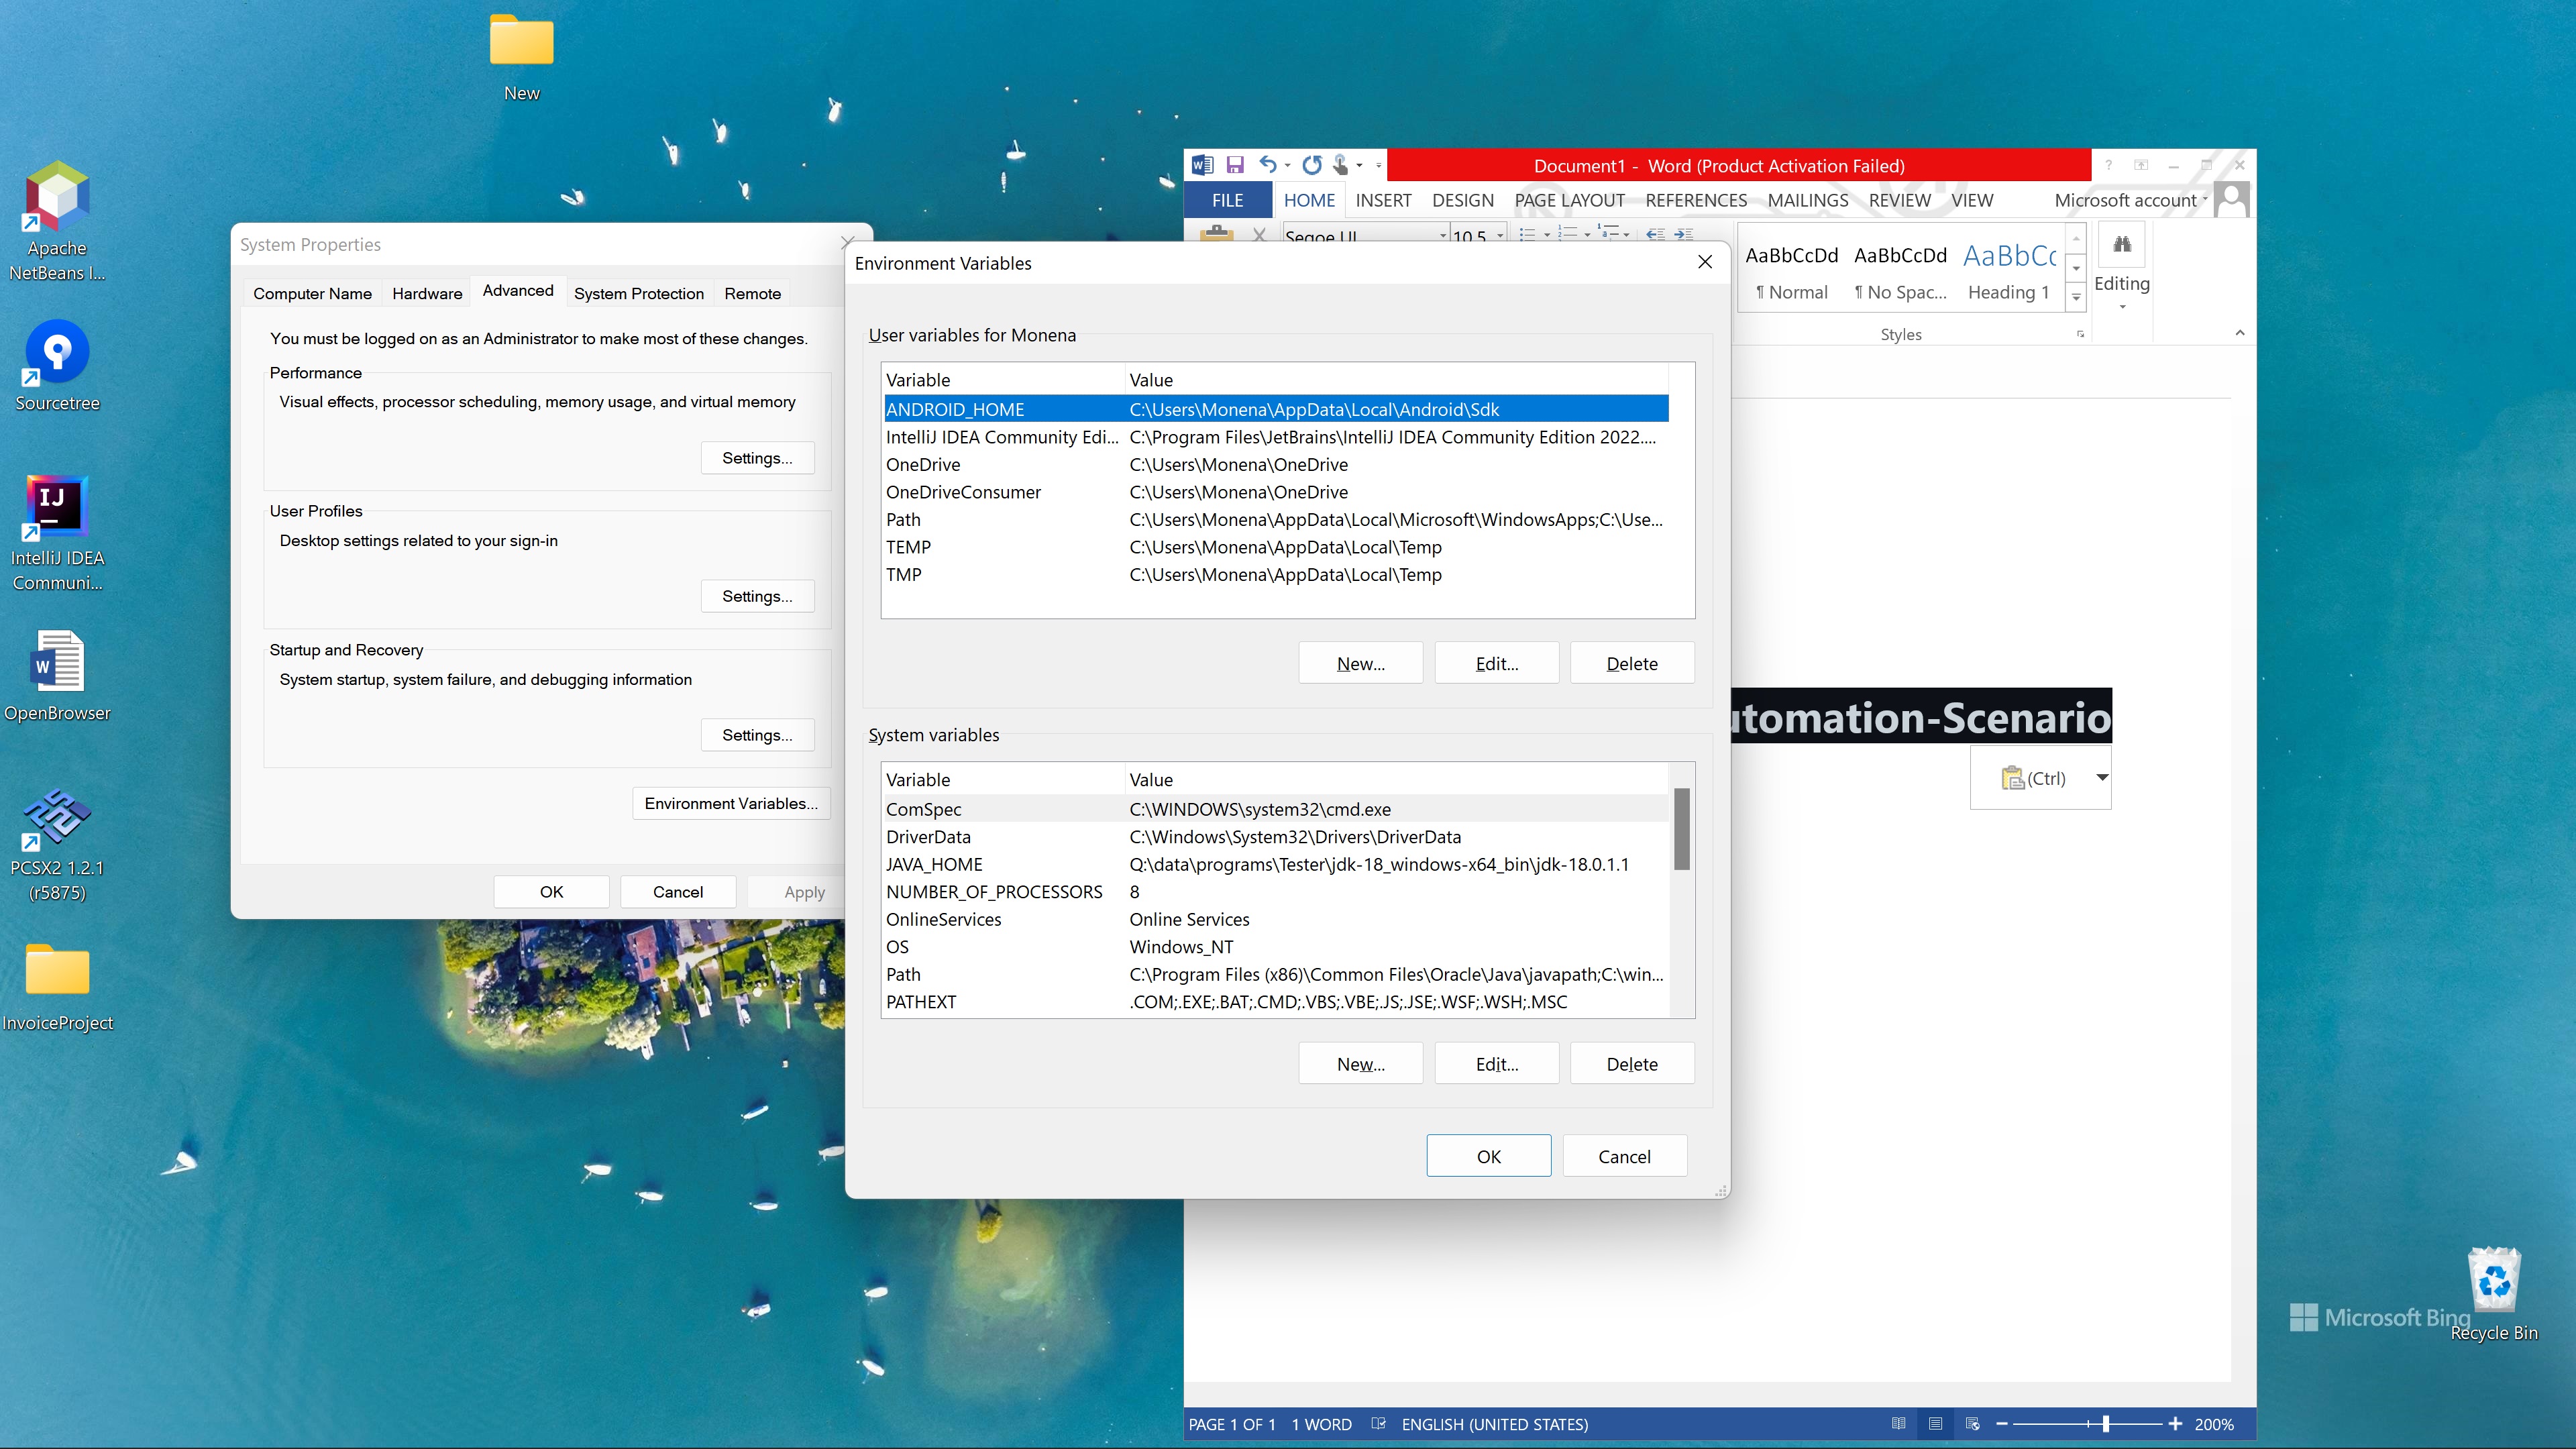 New
Apache
NetBeans I...
Sourcetree
IntelliJ IDEA
Communi...
OpenBrowser
PCSX2 1.2.1
(r5875)
InvoiceProject
System Properties
Computer Name
Hardware
Advanced
System Protection
Remote
You must be logged on as an Administrator to make most of these changes.
Performance
Visual effects, processor scheduling, memory usage, and virtual memory
Settings...
User Profiles
Desktop settings related to your sign-in
Settings...
Startup and Recovery
System startup, system failure, and debugging information
Settings...
Environment Variables...
OK
Cancel
Apply
Environment Variables
User variables for Monena
Variable Value
ANDROID_HOME C:\Users\Monena\AppData\Local\Android\Sdk
IntelliJ IDEA Community Edi... C:\Program Files\JetBrains\IntelliJ IDEA Community Edition 2022....
OneDrive C:\Users\Monena\OneDrive
OneDriveConsumer C:\Users\Monena\OneDrive
Path C:\Users\Monena\AppData\Local\Microsoft\WindowsApps;C:\Use...
TEMP C:\Users\Monena\AppData\Local\Temp
TMP C:\Users\Monena\AppData\Local\Temp
New... Edit... Delete
System variables
Variable Value
ComSpec C:\WINDOWS\system32\cmd.exe
DriverData C:\Windows\System32\Drivers\DriverData
JAVA_HOME Q:\data\programs\Tester\jdk-18_windows-x64_bin\jdk-18.0.1.1
NUMBER_OF_PROCESSORS 8
OnlineServices Online Services
OS Windows_NT
Path C:\Program Files (x86)\Common Files\Oracle\Java\javapath;C:\win...
PATHEXT .COM;.EXE;.BAT;.CMD;.VBS;.VBE;.JS;.JSE;.WSF;.WSH;.MSC
New... Edit... Delete
OK Cancel
Document1 - Word (Product Activation Failed)
FILE HOME INSERT DESIGN PAGE LAYOUT REFERENCES MAILINGS REVIEW VIEW Microsoft account
Segoe UI 10.5
AaBbCcDd AaBbCcDd AaBbCc
¶ Normal ¶ No Spac... Heading 1
Styles
Editing
utomation-Scenario
(Ctrl)
PAGE 1 OF 1 1 WORD ENGLISH (UNITED STATES) 200%
Microsoft Bing
Recycle Bin